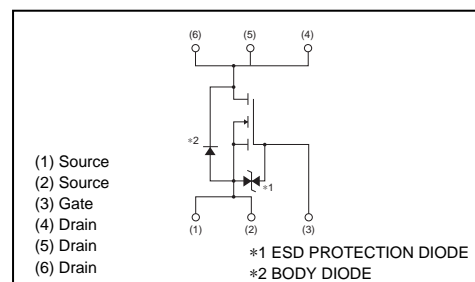 (6) (5) (4)
*2
*1
(1) (2) (3)
(1) Source
(2) Source
(3) Gate
(4) Drain
(5) Drain
(6) Drain
*1 ESD PROTECTION DIODE
*2 BODY DIODE